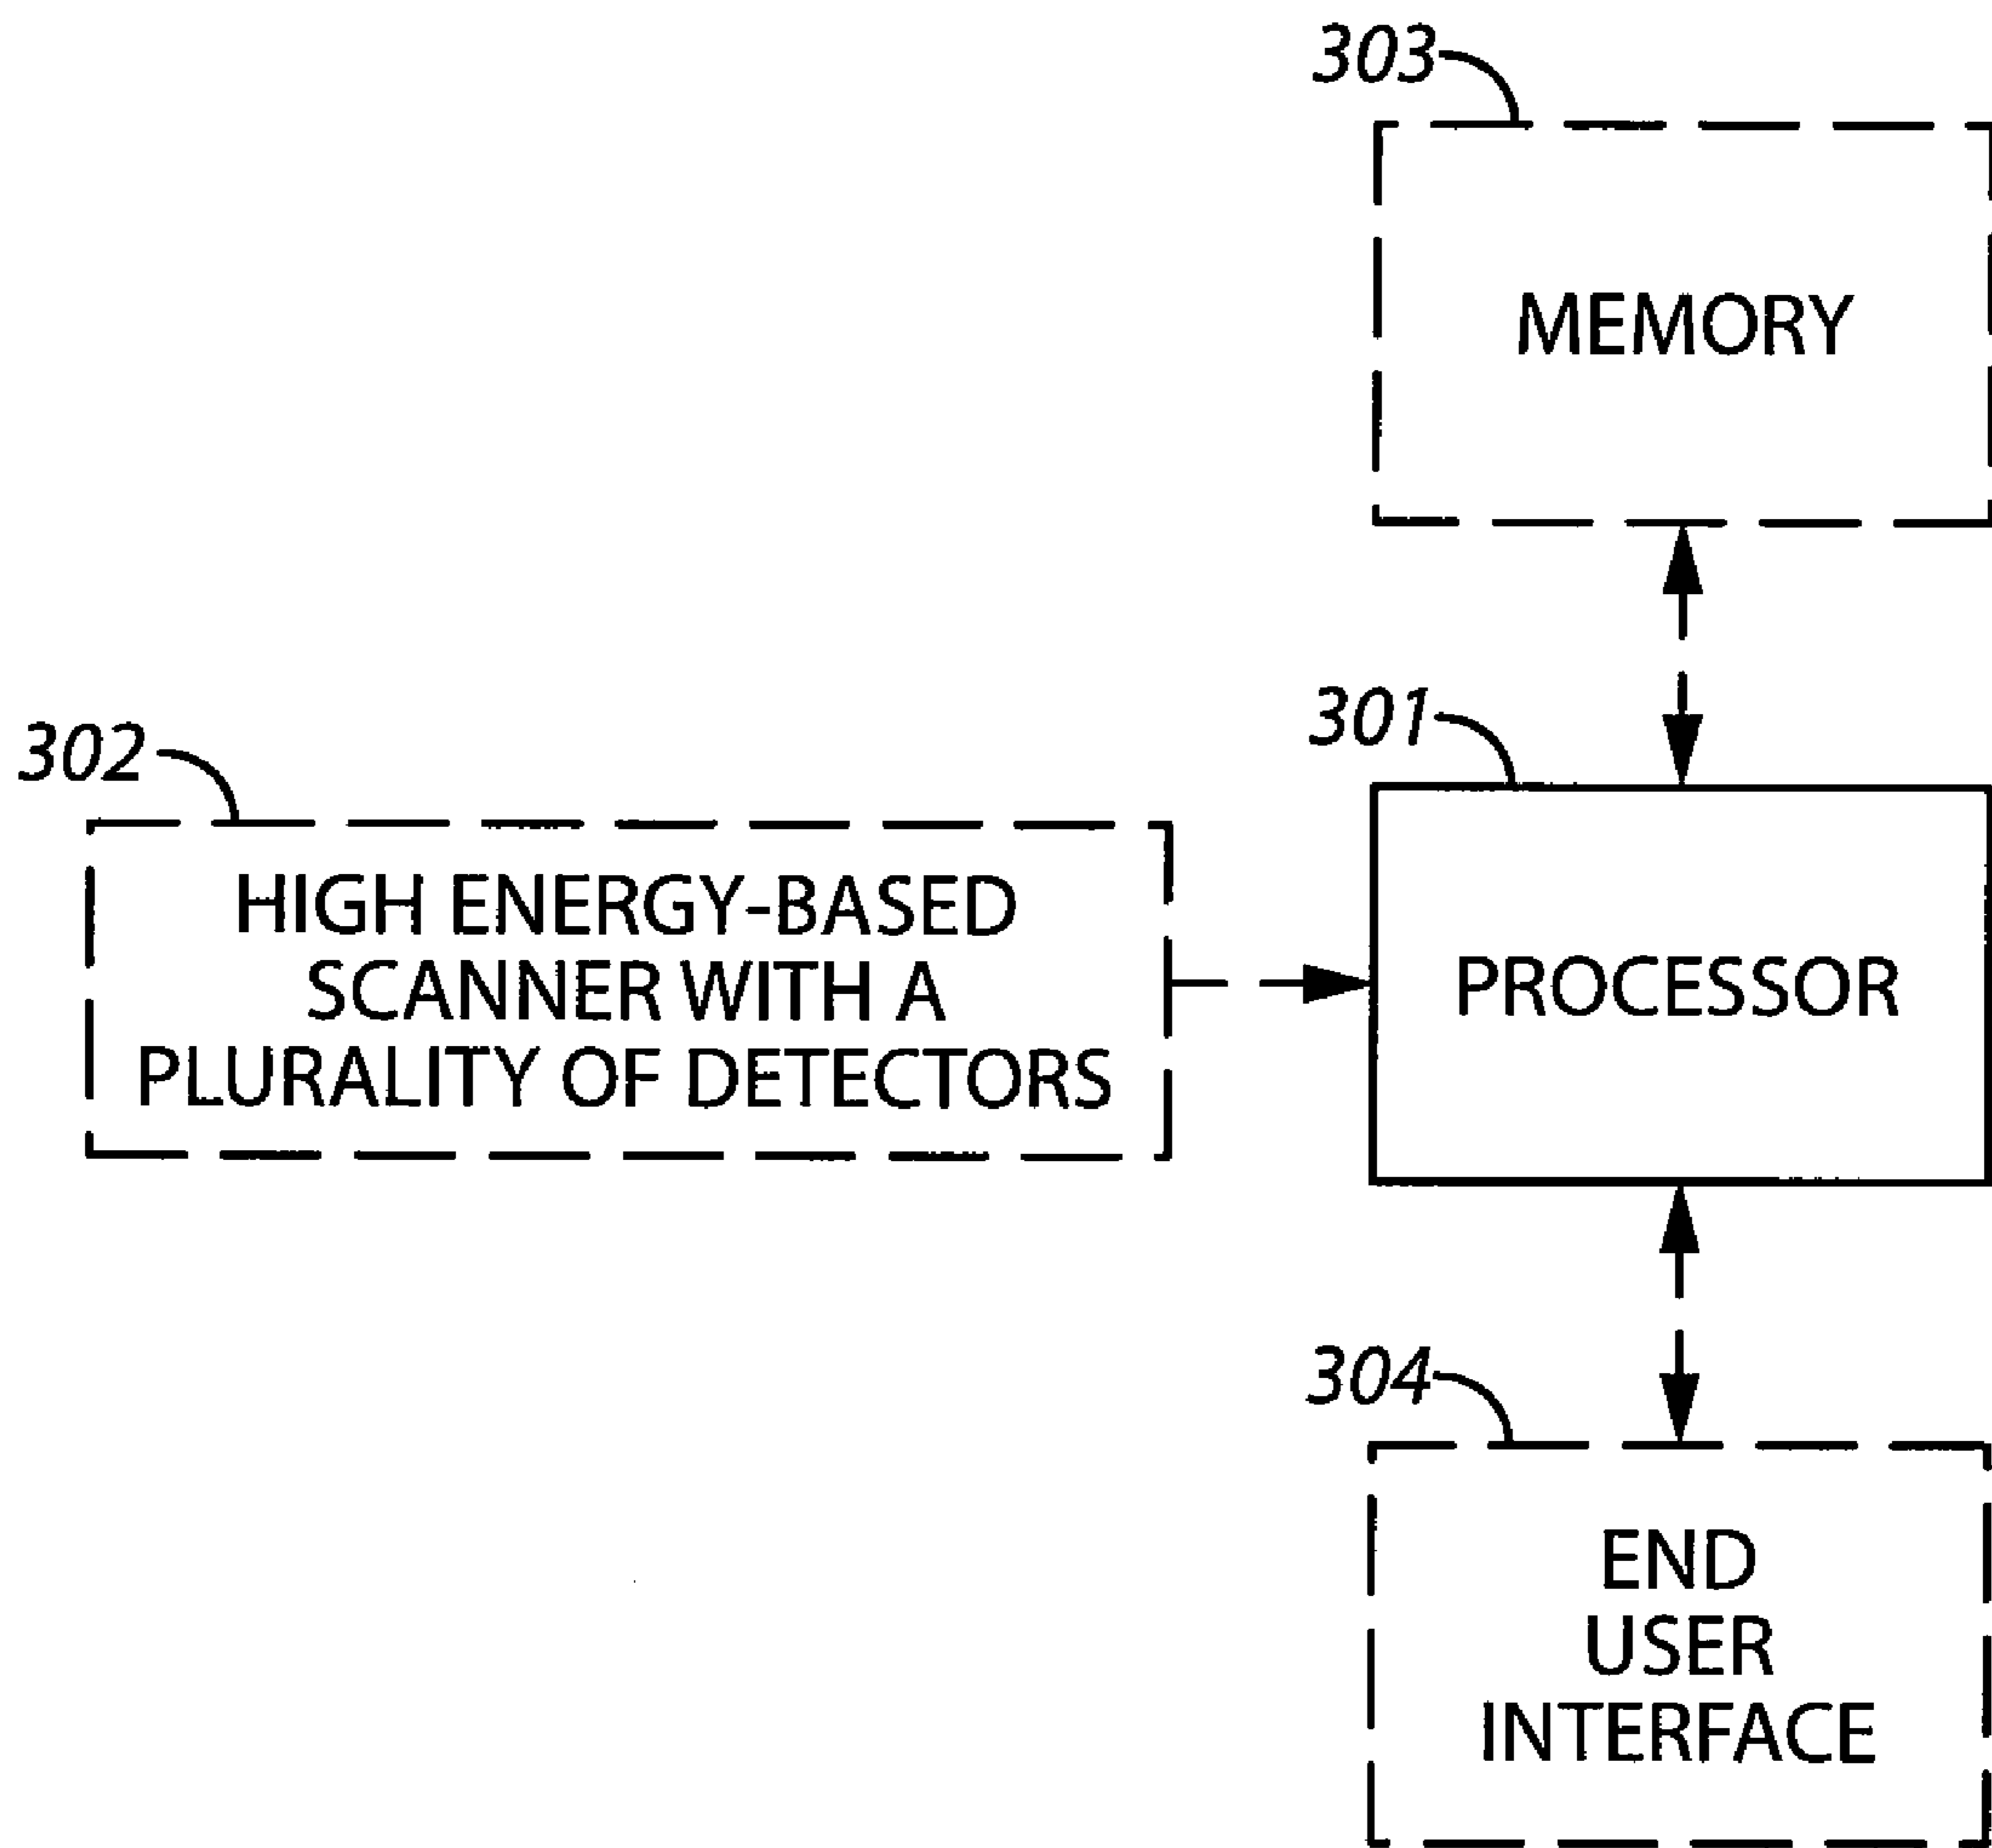 303
MEMORY
301
302
HIGH ENERGY-BASED
SCANNER WITH A
PLURALITY OF DETECTORS
PROCESSOR
304
END
USER
INTERFACE